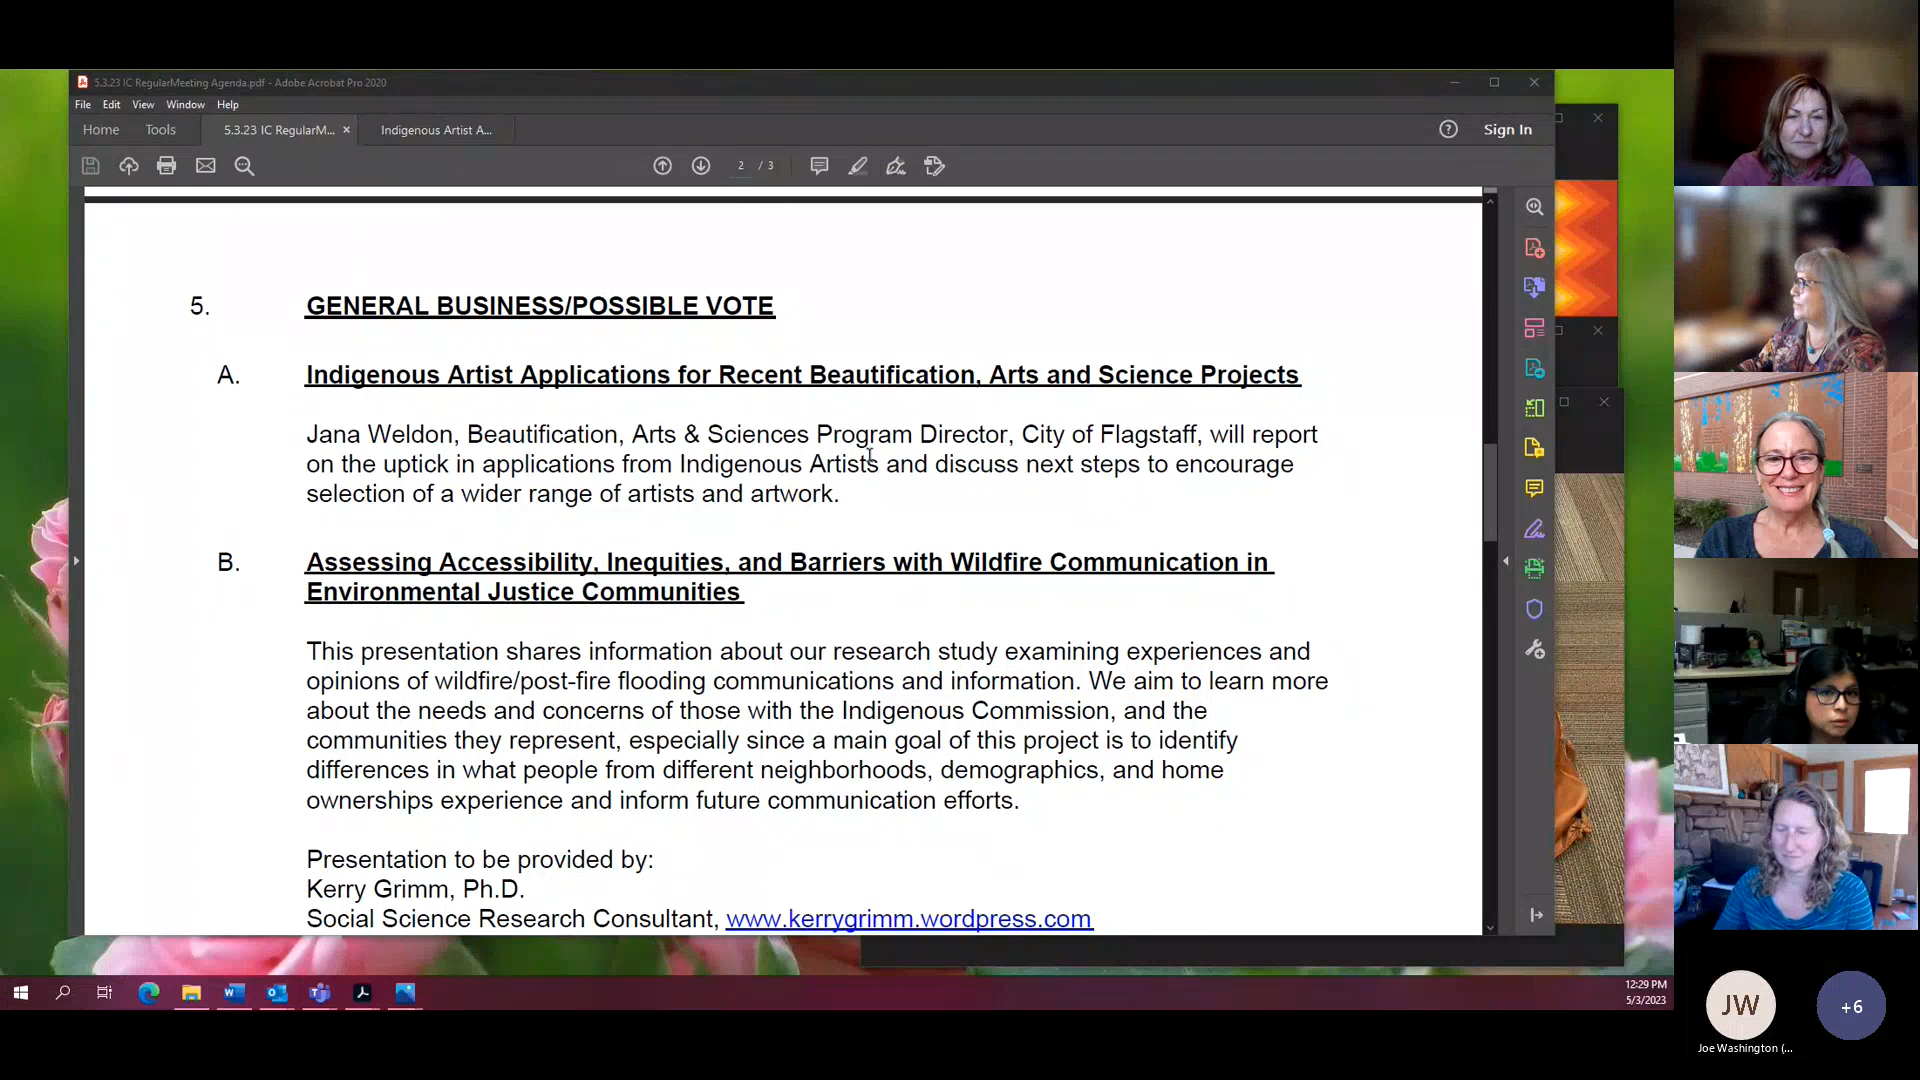 5.3.23 IC RegularMeeting Agenda.pdf - Adobe Acrobat Pro 2020
File Edit View Window Help
Home Tools 5.3.23 IC RegularM... × Indigenous Artist A... Sign In
2 / 3
5. GENERAL BUSINESS/POSSIBLE VOTE
A. Indigenous Artist Applications for Recent Beautification, Arts and Science Projects
Jana Weldon, Beautification, Arts & Sciences Program Director, City of Flagstaff, will report
on the uptick in applications from Indigenous Artists and discuss next steps to encourage
selection of a wider range of artists and artwork.
B. Assessing Accessibility, Inequities, and Barriers with Wildfire Communication in
Environmental Justice Communities
This presentation shares information about our research study examining experiences and
opinions of wildfire/post-fire flooding communications and information. We aim to learn more
about the needs and concerns of those with the Indigenous Commission, and the
communities they represent, especially since a main goal of this project is to identify
differences in what people from different neighborhoods, demographics, and home
ownerships experience and inform future communication efforts.
Presentation to be provided by:
Kerry Grimm, Ph.D.
Social Science Research Consultant, www.kerrygrimm.wordpress.com
12:29 PM
5/3/2023
JW
+6
Joe Washington (...